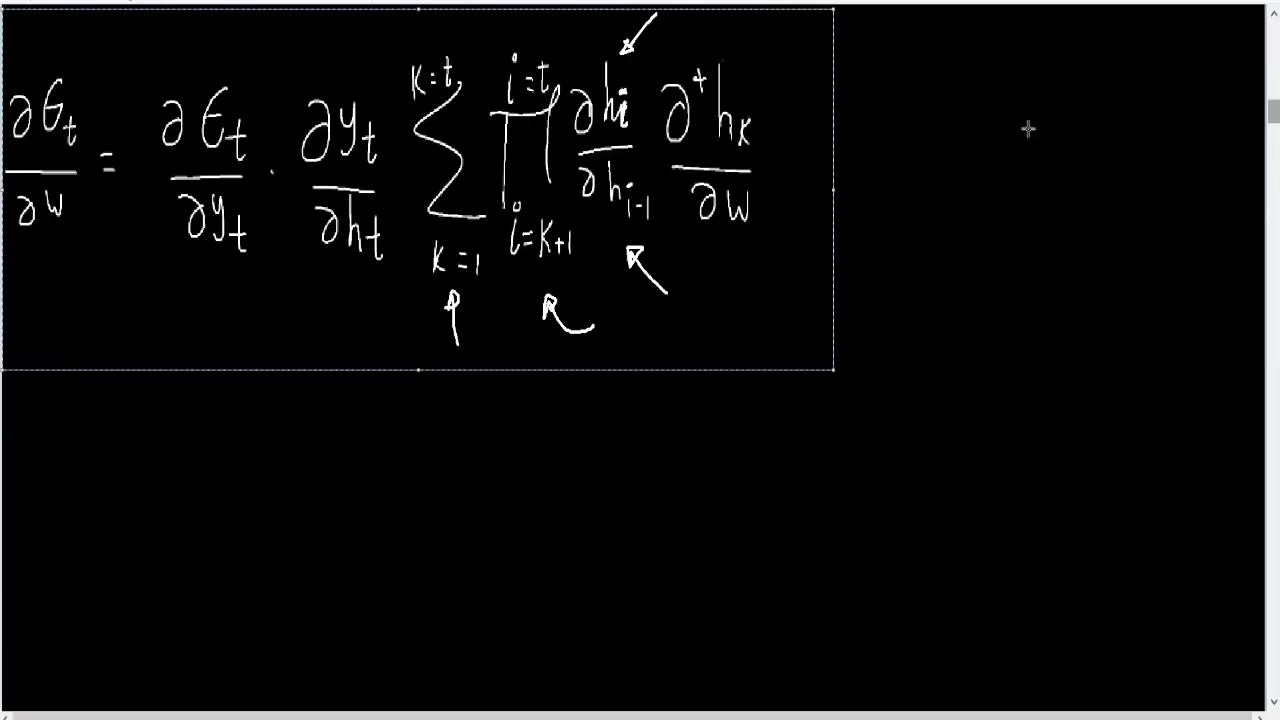 ∂E_t/∂w = ∂E_t/∂y_t · ∂y_t/∂h_t ∑_{k=1}^{k=t} ∏_{i=k+1}^{i=t} ∂h_i/∂h_{i-1} ∂⁺h_k/∂w